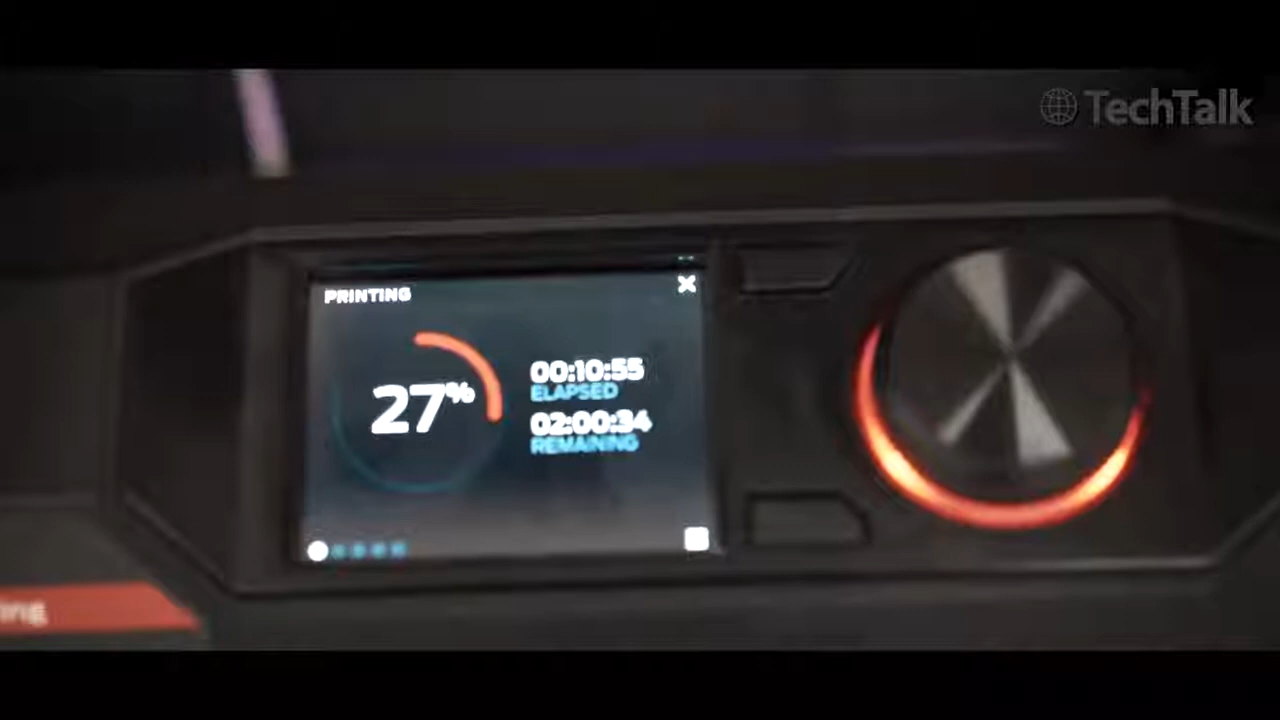 TechTalk
PRINTING
27%
00:10:55
ELAPSED
02:00:34
REMAINING